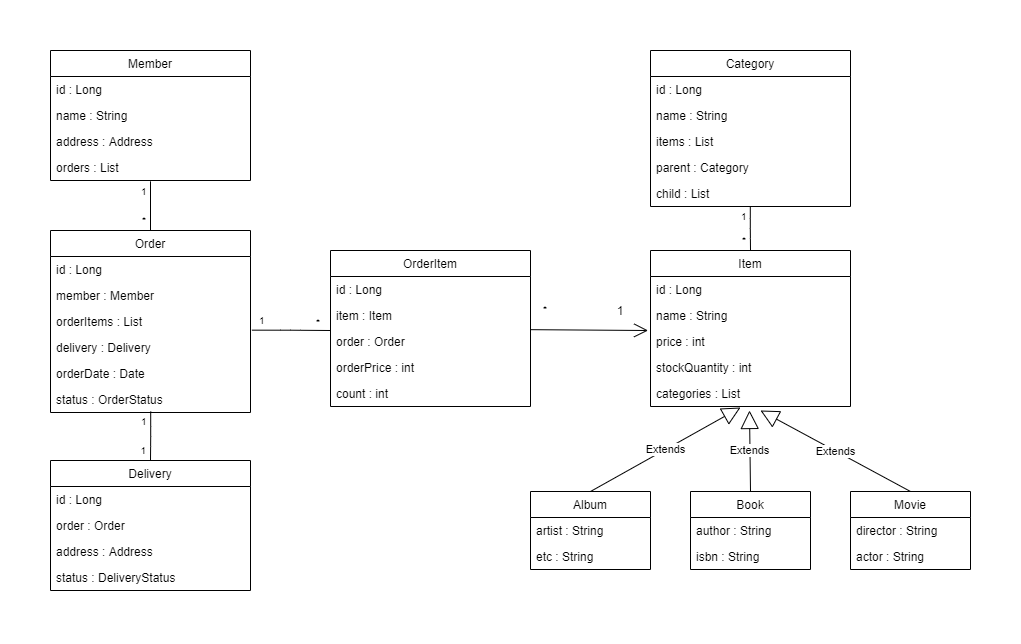 Member
id : Long
name : String
address : Address
orders : List
1
*
Order
id : Long
member : Member
orderItems : List
delivery : Delivery
orderDate : Date
status : OrderStatus
1
1
Delivery
id : Long
order : Order
address : Address
status : DeliveryStatus
1
*
OrderItem
id : Long
item : Item
order : Order
orderPrice : int
count : int
*
1
Category
id : Long
name : String
items : List
parent : Category
child : List
1
*
Item
id : Long
name : String
price : int
stockQuantity : int
categories : List
Extends
Extends
Extends
Album
artist : String
etc : String
Book
author : String
isbn : String
Movie
director : String
actor : String